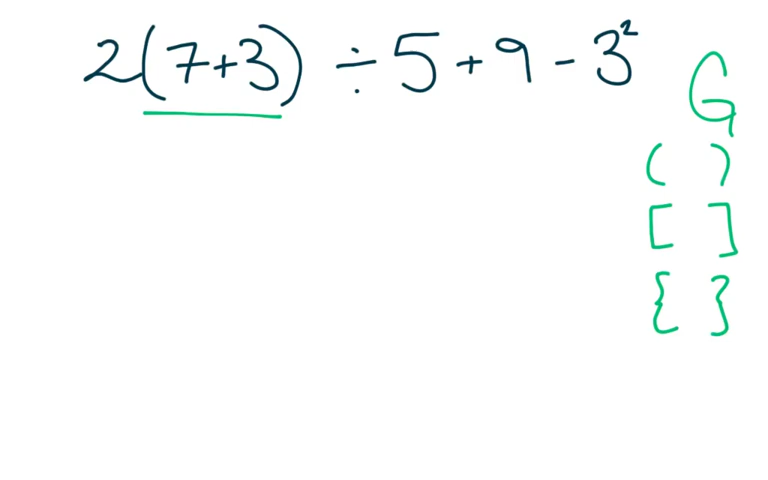 2(7+3) ÷ 5 + 9 - 3²
G
( )
[ ]
{ }